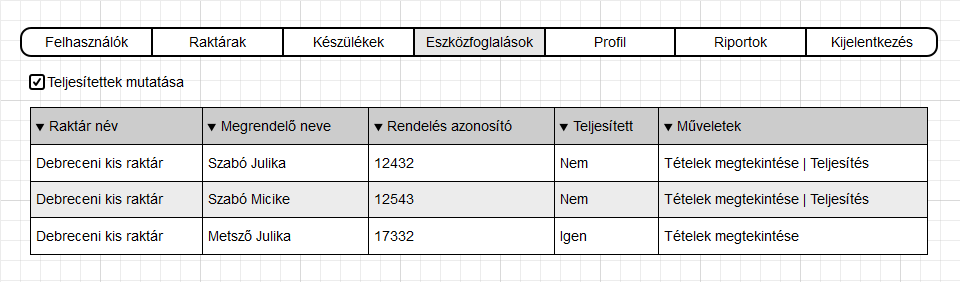 Felhasználók Raktárak Készülékek Eszközfoglalások Profil Riportok Kijelentkezés
Teljesítettek mutatása
Raktár név Megrendelő neve Rendelés azonosító Teljesített Műveletek
Debreceni kis raktár Szabó Julika 12432 Nem Tételek megtekintése | Teljesítés
Debreceni kis raktár Szabó Micike 12543 Nem Tételek megtekintése | Teljesítés
Debreceni kis raktár Metsző Julika 17332 Igen Tételek megtekintése